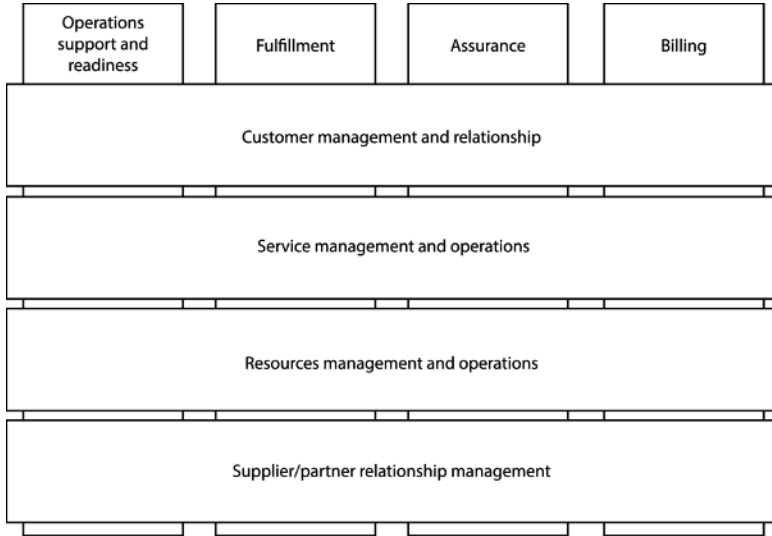 Operations
support and
readiness
Fulfillment
Assurance
Billing
Customer management and relationship
Service management and operations
Resources management and operations
Supplier/partner relationship management